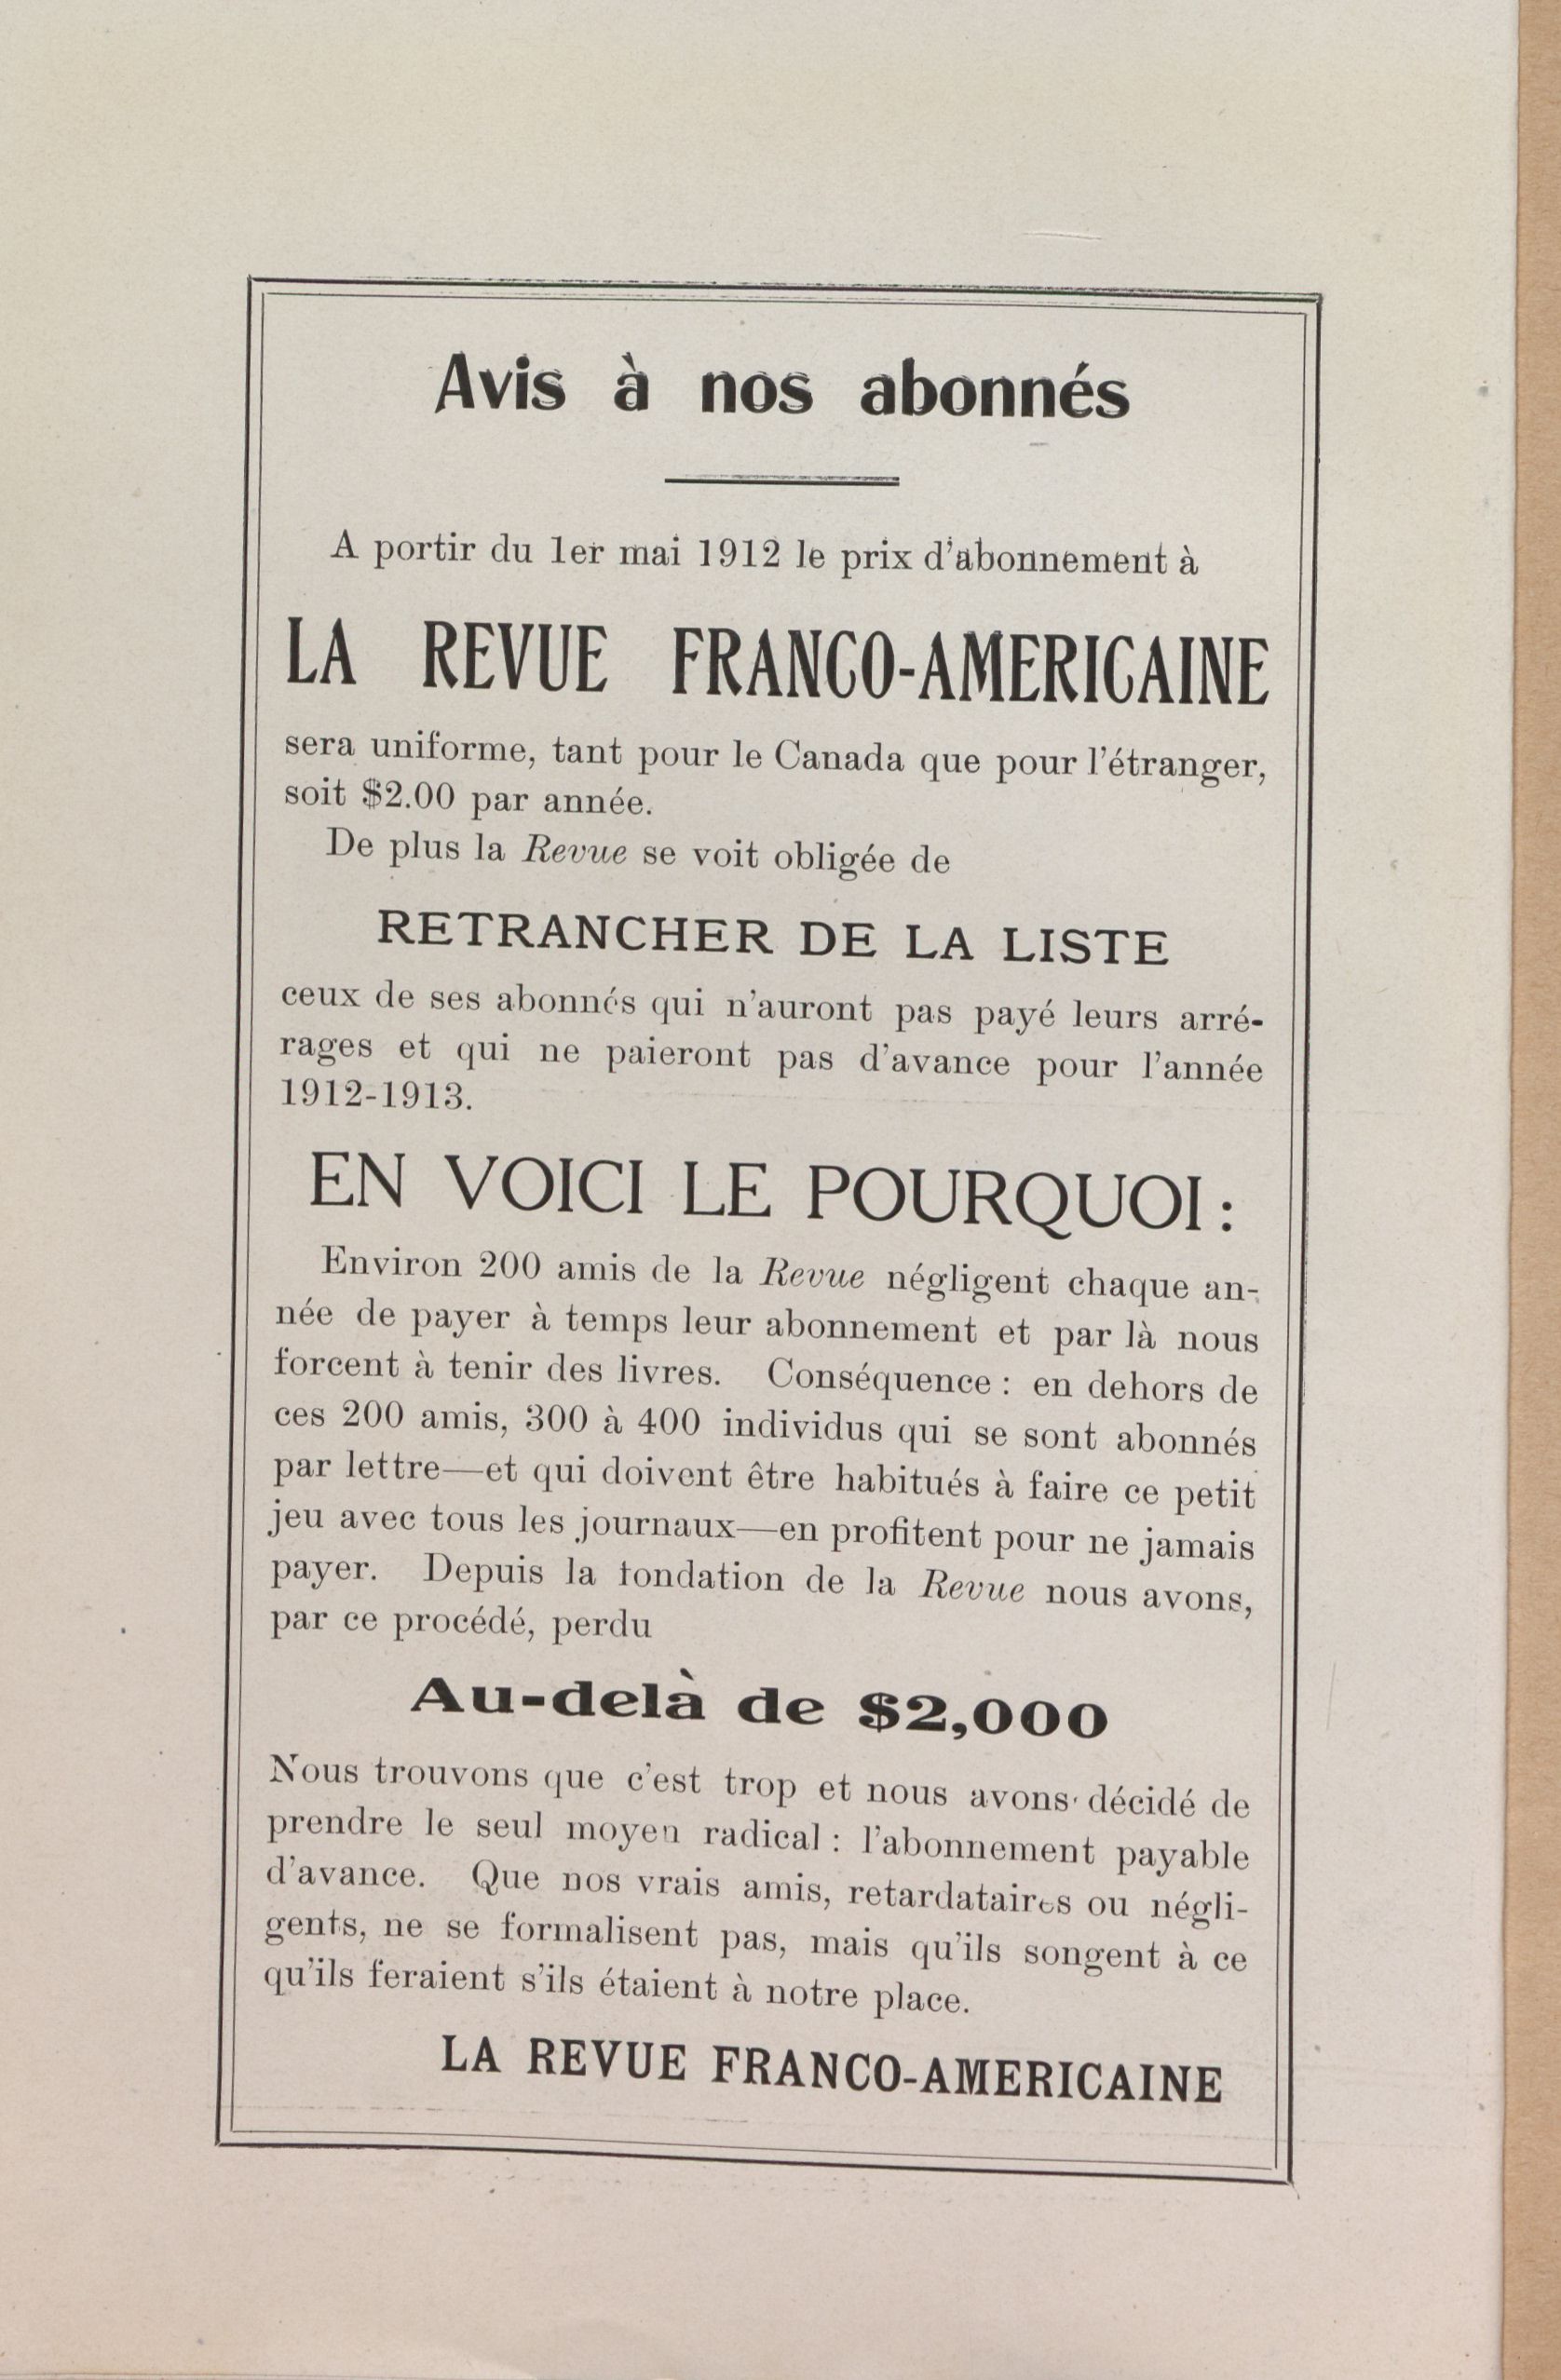 Avis à nos abonnés
A partir du 1er mai 1912 le prix d'abonnement à
LA REVUE FRANCO-AMERICAINE
sera uniforme, tant pour le Canada que pour l'étranger,
soit $2.00 par année.
De plus la Revue se voit obligée de
RETRANCHER DE LA LISTE
ceux de ses abonnés qui n'auront pas payé leurs arré-
rages et qui ne paieront pas d'avance pour l'année
1912-1913.
EN VOICI LE POURQUOI:
Environ 200 amis de la Revue négligent chaque an-
née de payer à temps leur abonnement et par là nous
forcent à tenir des livres. Conséquence: en dehors de
ces 200 amis, 300 à 400 individus qui se sont abonnés
par lettre—et qui doivent être habitués à faire ce petit
jeu avec tous les journaux—en profitent pour ne jamais
payer. Depuis la fondation de la Revue nous avons,
par ce procédé, perdu
Au-delà de $2,000
Nous trouvons que c'est trop et nous avons décidé de
prendre le seul moyen radical: l'abonnement payable
d'avance. Que nos vrais amis, retardataires ou négli-
gents, ne se formalisent pas, mais qu'ils songent à ce
qu'ils feraient s'ils étaient à notre place.
LA REVUE FRANCO-AMERICAINE